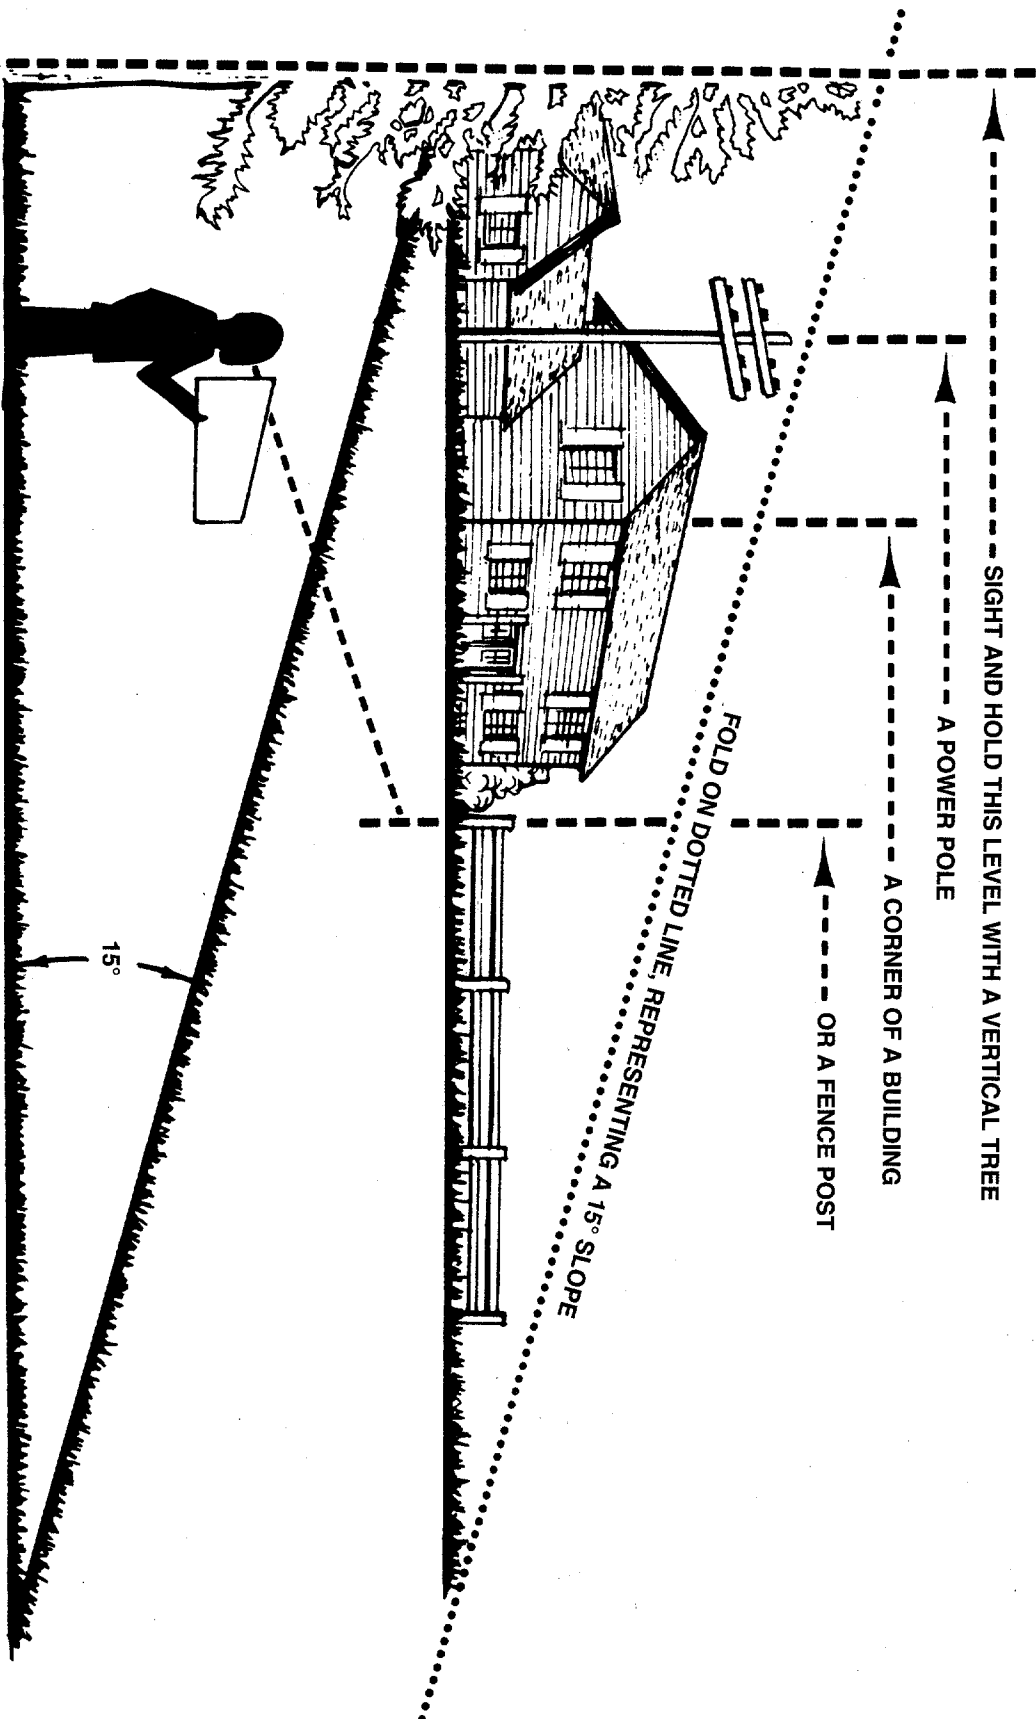 SIGHT AND HOLD THIS LEVEL WITH A VERTICAL TREE
A POWER POLE
A CORNER OF A BUILDING
OR A FENCE POST
FOLD ON DOTTED LINE, REPRESENTING A 15° SLOPE
15°